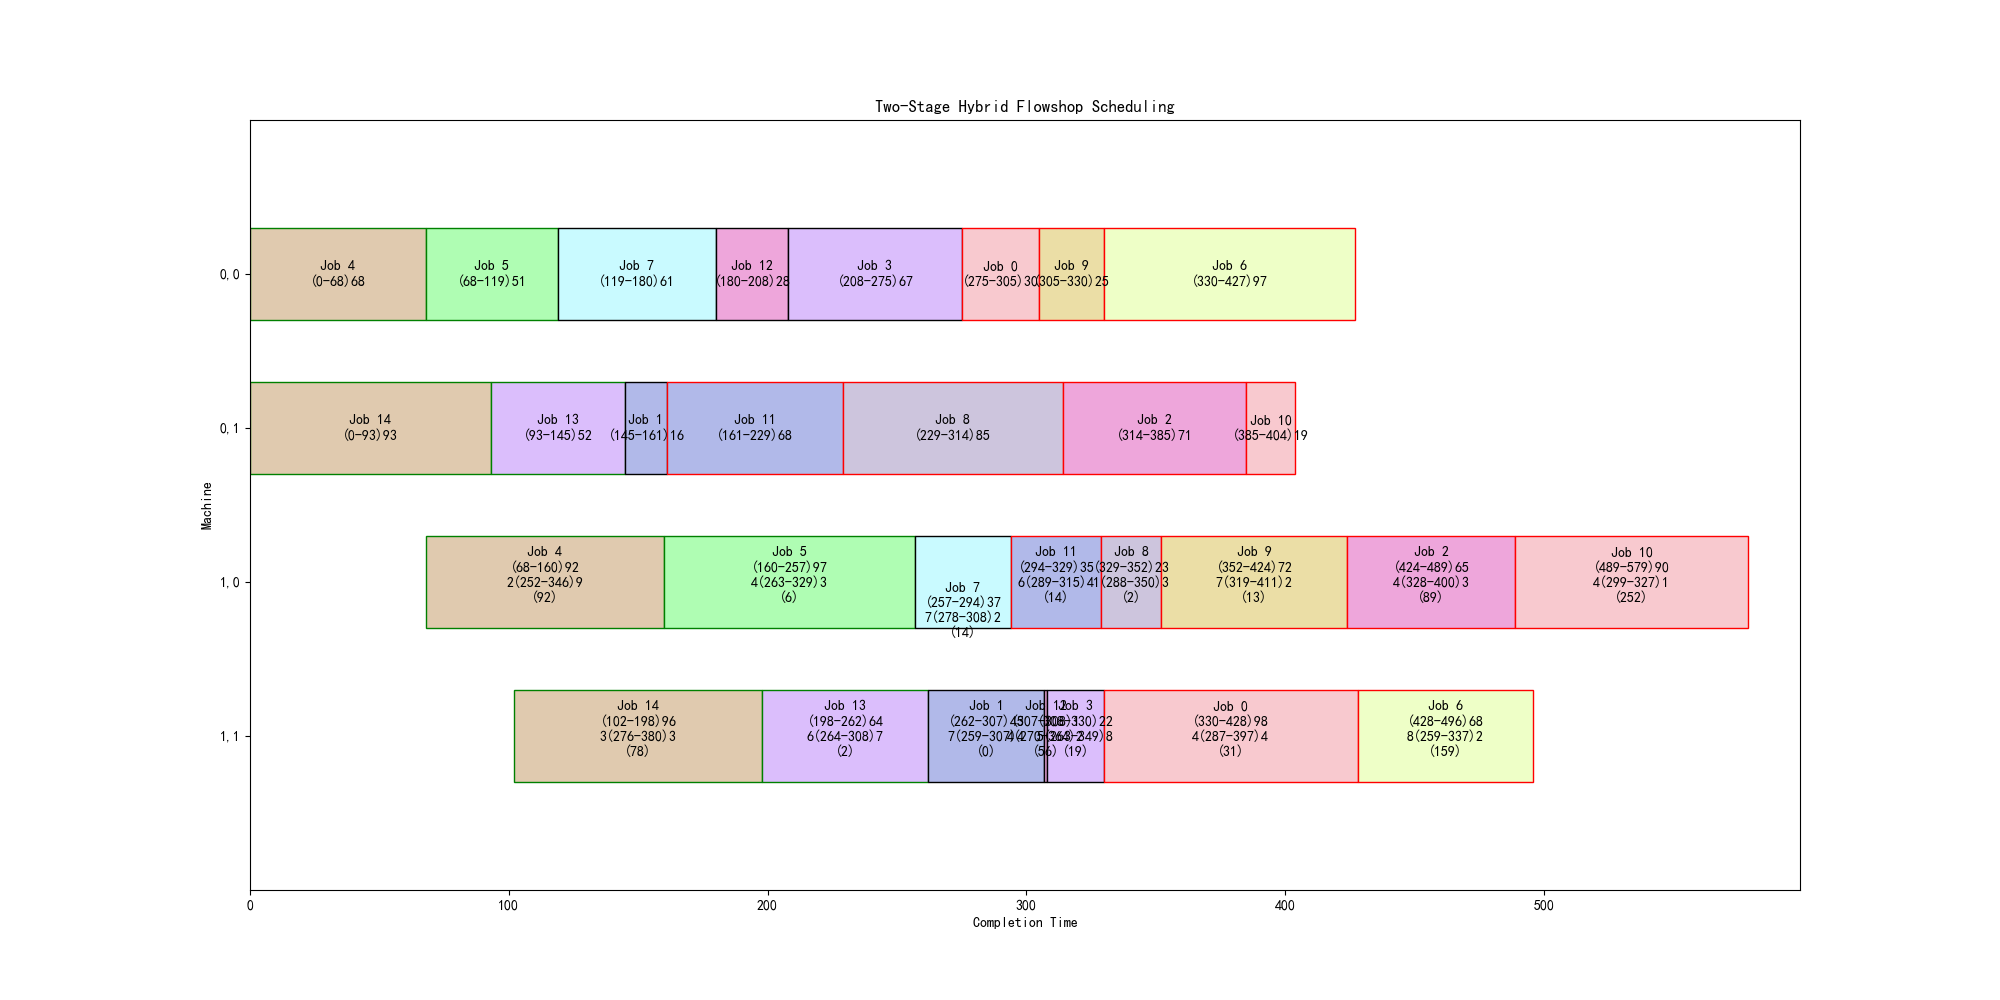 Two-Stage Hybrid Flowshop Scheduling
0,0
Job 4
(0-68)68
Job 5
(68-119)51
Job 7
(119-180)61
Job 12
(180-208)28
Job 3
(208-275)67
Job 0
(275-305)30
Job 9
(305-330)25
Job 6
(330-427)97
0,1
Job 14
(0-93)93
Job 13
(93-145)52
Job 1
(145-161)16
Job 11
(161-229)68
Job 8
(229-314)85
Job 2
(314-385)71
Job 10
(385-404)19
Machine
1,0
Job 4
(68-160)92
2(252-346)9
(92)
Job 5
(160-257)97
4(263-329)3
(6)
Job 7
(257-294)37
7(278-308)2
(14)
Job 11
(294-329)35
6(289-315)4
(14)
Job 8
(329-352)23
(288-350)3
(2)
Job 9
(352-424)72
7(319-411)2
(13)
Job 2
(424-489)65
4(328-400)3
(89)
Job 10
(489-579)90
4(299-327)1
(252)
1,1
Job 14
(102-198)96
3(276-380)3
(78)
Job 13
(198-262)64
6(264-308)7
(2)
Job 1
(262-307)45
7(259-307)4
(0)
Job 12
(56)
Job 3
(308-330)22
(19)
Job 0
(330-428)98
4(287-397)4
(31)
Job 6
(428-496)68
8(259-337)2
(159)
0
100
200
300
400
500
Completion Time